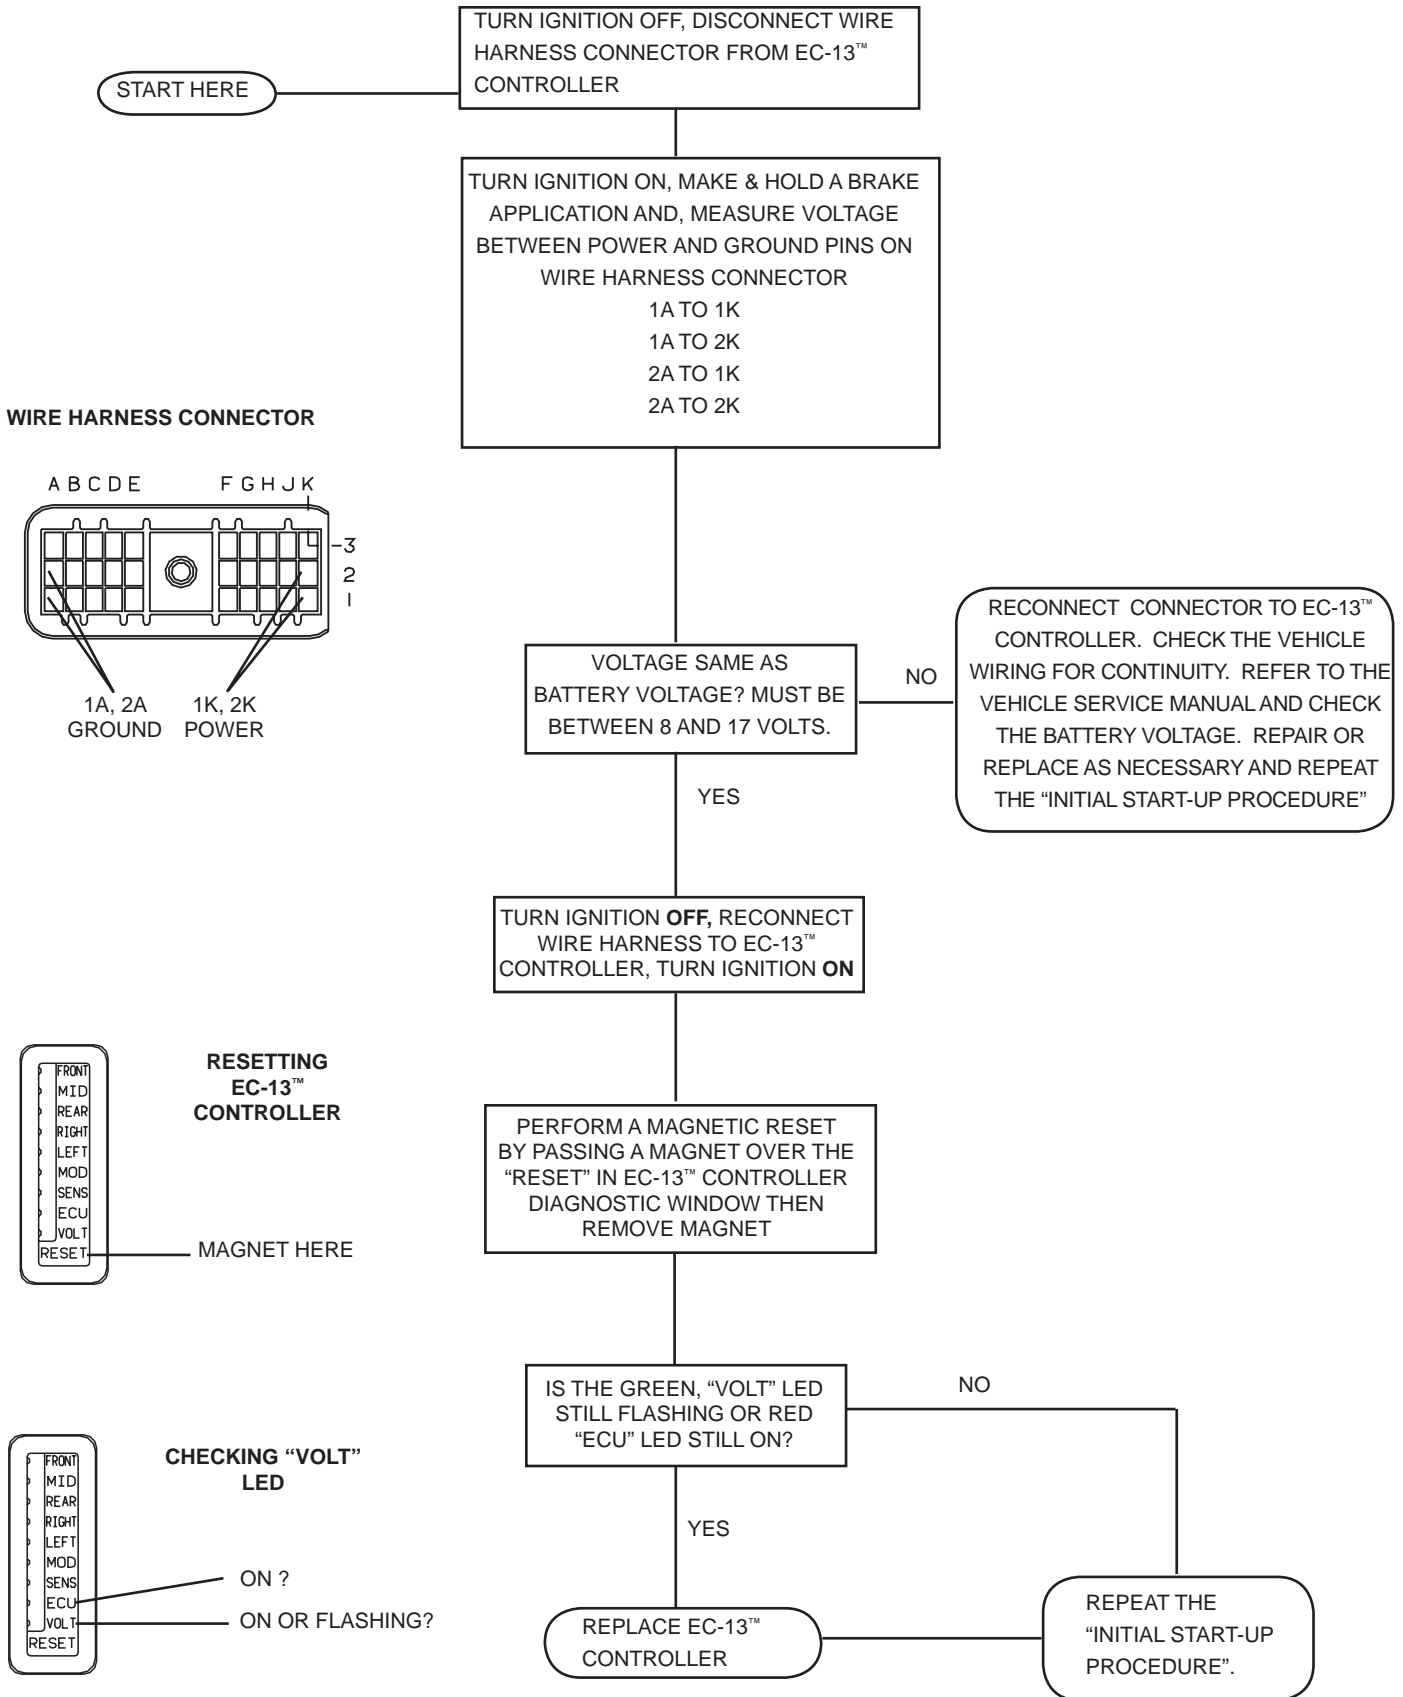 TURN IGNITION OFF, DISCONNECT WIRE
HARNESS CONNECTOR FROM EC-13™
CONTROLLER
START HERE
TURN IGNITION ON, MAKE & HOLD A BRAKE
APPLICATION AND, MEASURE VOLTAGE
BETWEEN POWER AND GROUND PINS ON
WIRE HARNESS CONNECTOR
1A TO 1K
1A TO 2K
2A TO 1K
2A TO 2K
WIRE HARNESS CONNECTOR
A B C D E F G H J K
3
2
1
1A, 2A
GROUND
1K, 2K
POWER
VOLTAGE SAME AS
BATTERY VOLTAGE? MUST BE
BETWEEN 8 AND 17 VOLTS.
NO
RECONNECT CONNECTOR TO EC-13™
CONTROLLER. CHECK THE VEHICLE
WIRING FOR CONTINUITY. REFER TO THE
VEHICLE SERVICE MANUAL AND CHECK
THE BATTERY VOLTAGE. REPAIR OR
REPLACE AS NECESSARY AND REPEAT
THE “INITIAL START-UP PROCEDURE”
YES
TURN IGNITION OFF, RECONNECT
WIRE HARNESS TO EC-13™
CONTROLLER, TURN IGNITION ON
RESETTING
EC-13™
CONTROLLER
FRONT
MID
REAR
RIGHT
LEFT
MOD
SENS
ECU
VOLT
RESET
MAGNET HERE
PERFORM A MAGNETIC RESET
BY PASSING A MAGNET OVER THE
“RESET” IN EC-13™ CONTROLLER
DIAGNOSTIC WINDOW THEN
REMOVE MAGNET
IS THE GREEN, “VOLT” LED
STILL FLASHING OR RED
“ECU” LED STILL ON?
NO
CHECKING “VOLT”
LED
FRONT
MID
REAR
RIGHT
LEFT
MOD
SENS
ECU
VOLT
RESET
ON ?
ON OR FLASHING?
YES
REPLACE EC-13™
CONTROLLER
REPEAT THE
“INITIAL START-UP
PROCEDURE”.